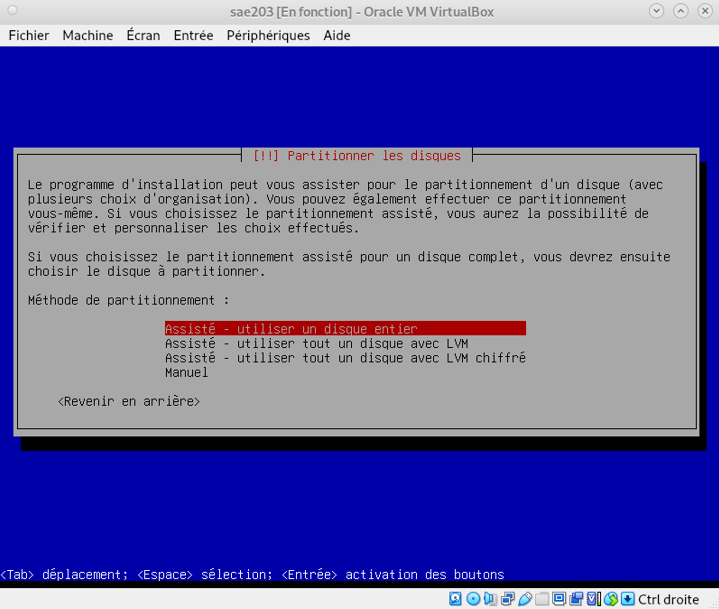 sae203 [En fonction] - Oracle VM VirtualBox
Fichier Machine Écran Entrée Périphériques Aide
[!!] Partitionner les disques
Le programme d'installation peut vous assister pour le partitionnement d'un disque (avec
plusieurs choix d'organisation). Vous pouvez également effectuer ce partitionnement
vous-même. Si vous choisissez le partitionnement assisté, vous aurez la possibilité de
vérifier et personnaliser les choix effectués.
Si vous choisissez le partitionnement assisté pour un disque complet, vous devrez ensuite
choisir le disque à partitionner.
Méthode de partitionnement :
Assisté - utiliser un disque entier
Assisté - utiliser tout un disque avec LVM
Assisté - utiliser tout un disque avec LVM chiffré
Manuel
<Revenir en arrière>
<Tab> déplacement; <Espace> sélection; <Entrée> activation des boutons
Ctrl droite